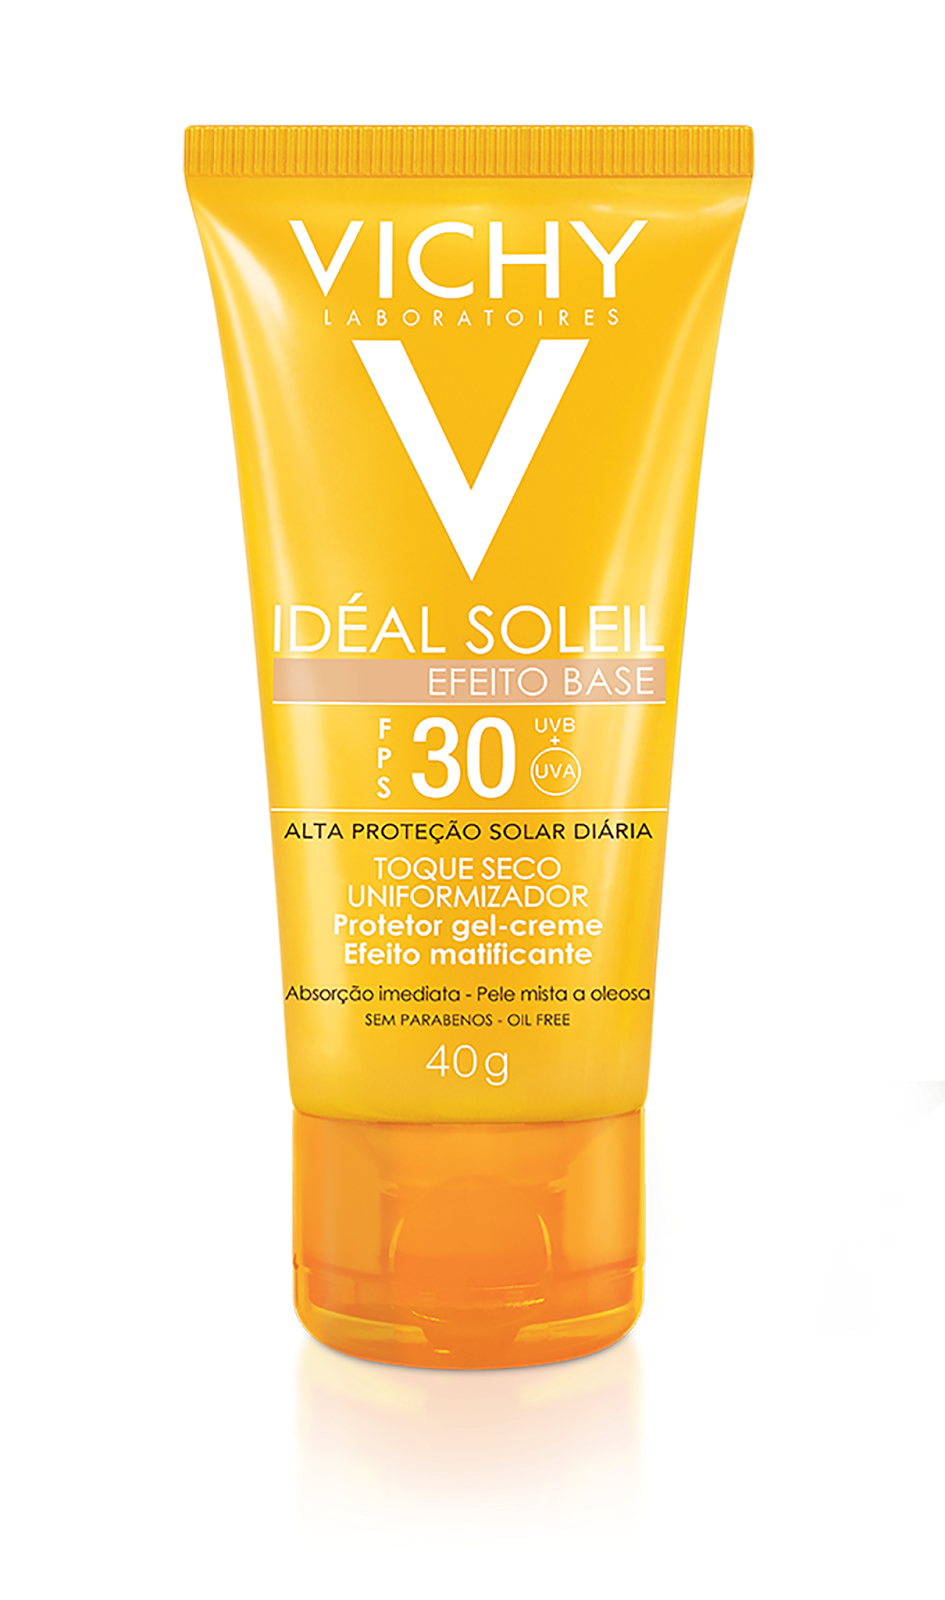 VICHY
LABORATOIRES
V
IDÉAL SOLEIL
EFEITO BASE
FPS 30 UVB + UVA
ALTA PROTEÇÃO SOLAR DIÁRIA
TOQUE SECO
UNIFORMIZADOR
Protetor gel-creme
Efeito matificante
Absorção imediata - Pele mista a oleosa
SEM PARABENOS - OIL FREE
40g